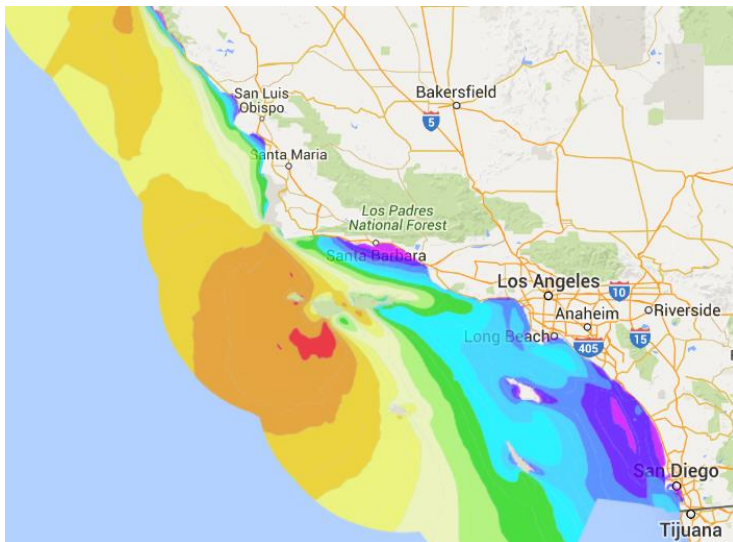 San Luis
Obispo
Bakersfield
5
Santa Maria
Los Padres
National Forest
Santa Barbara
Los Angeles
10
Anaheim
Riverside
Long Beach
405
15
San Diego
Tijuana